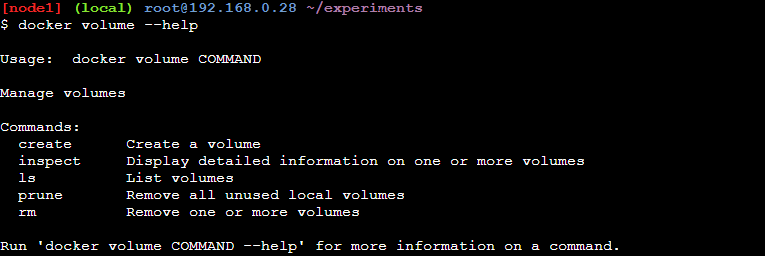 [node1] (local) root@192.168.0.28 ~/experiments
$ docker volume --help
Usage:  docker volume COMMAND
Manage volumes
Commands:
  create      Create a volume
  inspect     Display detailed information on one or more volumes
  ls          List volumes
  prune       Remove all unused local volumes
  rm          Remove one or more volumes
Run 'docker volume COMMAND --help' for more information on a command.